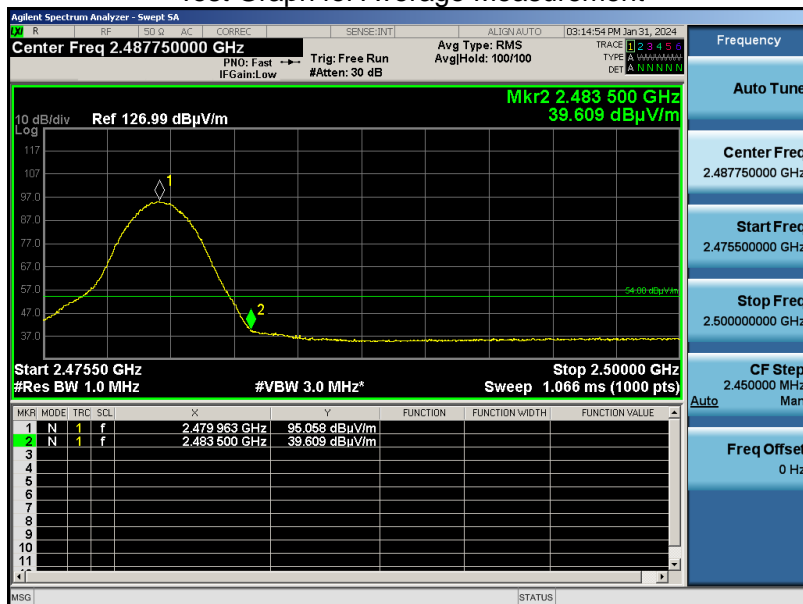 Agilent Spectrum Analyzer - Swept SA
LXI R RF 50 Ω AC CORREC SENSE:INT ALIGN AUTO 03:14:54 PM Jan 31, 2024
Center Freq 2.487750000 GHz
PNO: Fast
IFGain:Low
Trig: Free Run
#Atten: 30 dB
Avg Type: RMS
Avg|Hold: 100/100
TRACE 1 2 3 4 5 6
TYPE A WWWWW
DET A N N N N N
Mkr2 2.483 500 GHz
39.609 dBµV/m
10 dB/div Ref 126.99 dBµV/m
Log
117
107
97.0
87.0
77.0
67.0
57.0
47.0
37.0
1
2
54.00 dBµV/m
Start 2.47550 GHz Stop 2.50000 GHz
#Res BW 1.0 MHz #VBW 3.0 MHz* Sweep 1.066 ms (1000 pts)
MKR MODE TRC SCL X Y FUNCTION FUNCTION WIDTH FUNCTION VALUE
1 N 1 f 2.479 963 GHz 95.058 dBµV/m
2 N 1 f 2.483 500 GHz 39.609 dBµV/m
3
4
5
6
7
8
9
10
11
MSG STATUS
Frequency
Auto Tune
Center Freq
2.487750000 GHz
Start Freq
2.475500000 GHz
Stop Freq
2.500000000 GHz
CF Step
2.450000 MHz
Auto Man
Freq Offset
0 Hz